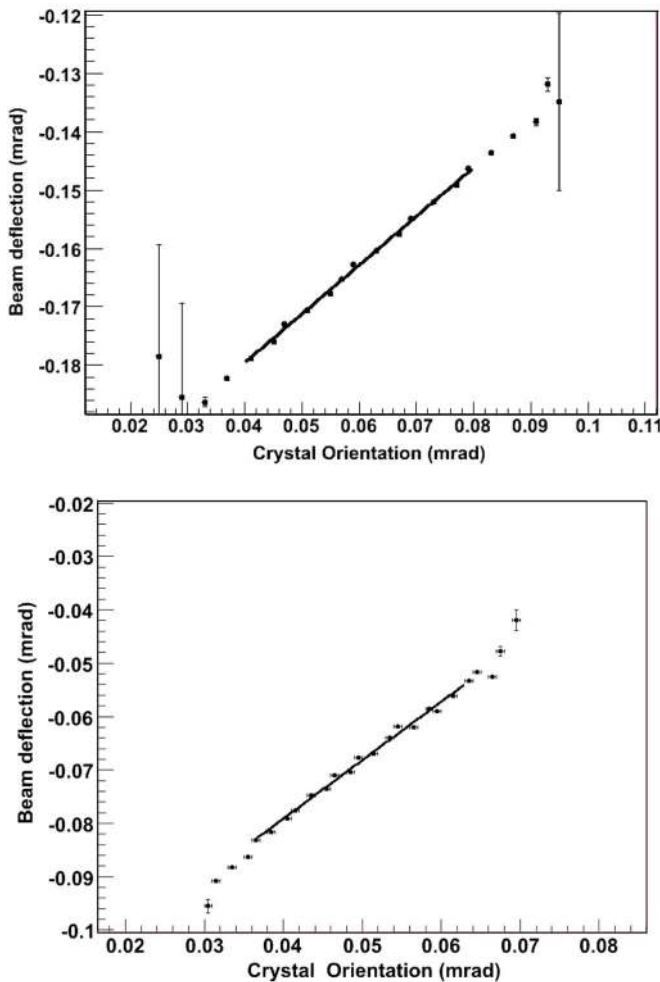 -0.12
-0.13
-0.14
-0.15
-0.16
-0.17
-0.18
Beam deflection (mrad)
0.02 0.03 0.04 0.05 0.06 0.07 0.08 0.09 0.1 0.11
Crystal Orientation (mrad)
-0.02
-0.03
-0.04
-0.05
-0.06
-0.07
-0.08
-0.09
-0.1
Beam deflection (mrad)
0.02 0.03 0.04 0.05 0.06 0.07 0.08
Crystal Orientation (mrad)